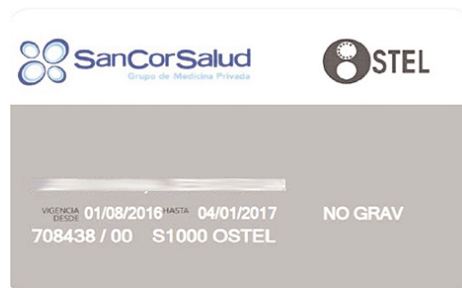 SanCorSalud
Grupo de Medicina Privada
OSTEL
VIGENCIA DESDE 01/08/2016 HASTA 04/01/2017 NO GRAV
708438 / 00 S1000 OSTEL